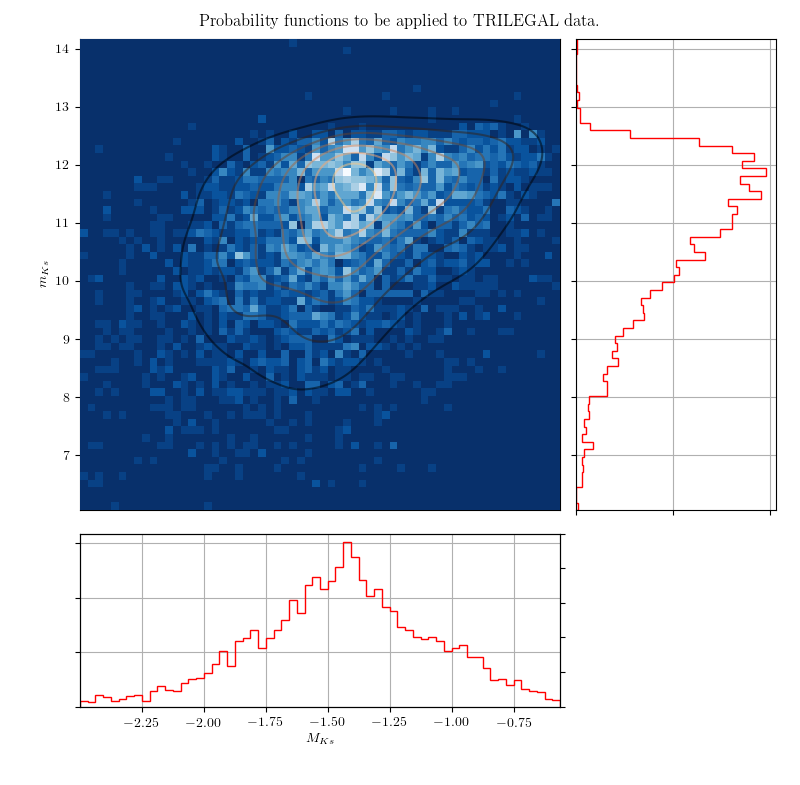 Probability functions to be applied to TRILEGAL data.
14
13
12
11
10
9
8
7
m_{Ks}
−2.25 −2.00 −1.75 −1.50 −1.25 −1.00 −0.75
M_{Ks}